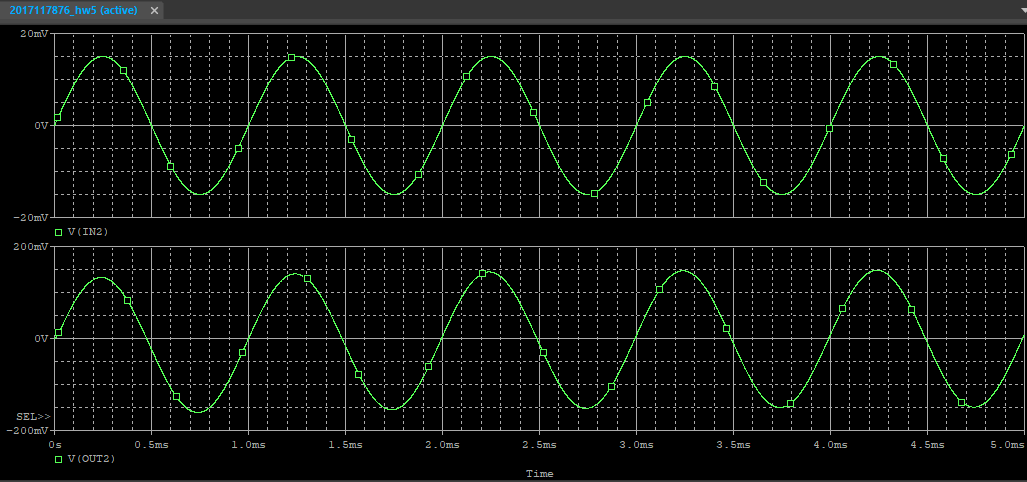 2017117876_hw5 (active) ×
20mV
0V
-20mV
V(IN2)
200mV
0V
SEL>>
-200mV
0s 0.5ms 1.0ms 1.5ms 2.0ms 2.5ms 3.0ms 3.5ms 4.0ms 4.5ms 5.0ms
V(OUT2)
Time